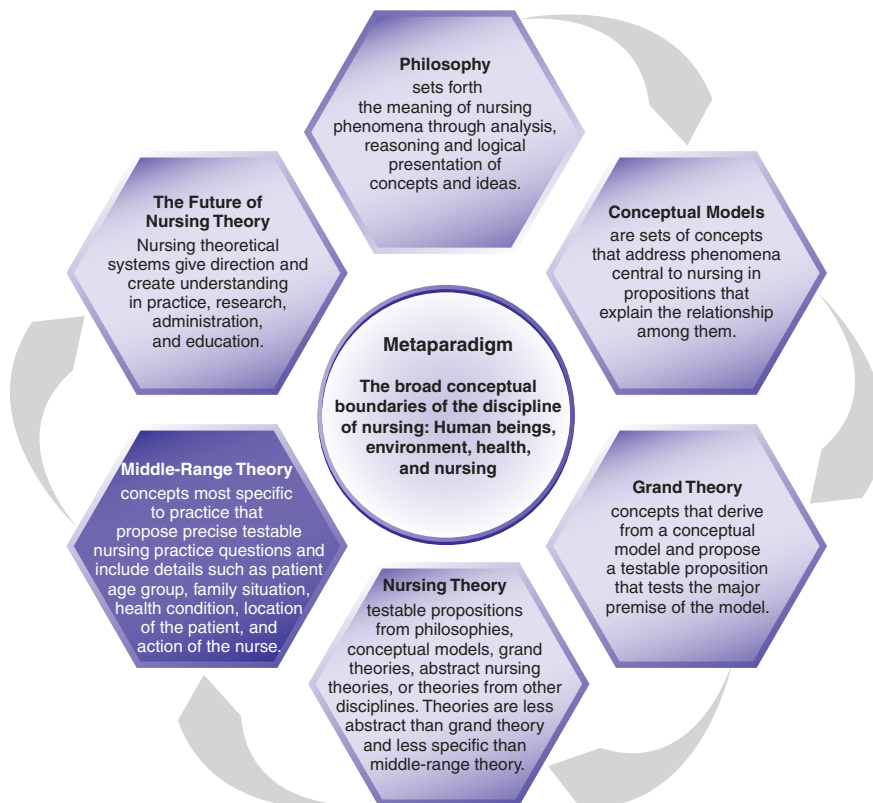 Philosophy
sets forth
the meaning of nursing
phenomena through analysis,
reasoning and logical
presentation of
concepts and ideas.
Conceptual Models
are sets of concepts
that address phenomena
central to nursing in
propositions that
explain the relationship
among them.
Grand Theory
concepts that derive
from a conceptual
model and propose
a testable proposition
that tests the major
premise of the model.
Nursing Theory
testable propositions
from philosophies,
conceptual models, grand
theories, abstract nursing
theories, or theories from other
disciplines. Theories are less
abstract than grand theory
and less specific than
middle-range theory.
Middle-Range Theory
concepts most specific
to practice that
propose precise testable
nursing practice questions and
include details such as patient
age group, family situation,
health condition, location
of the patient, and
action of the nurse.
The Future of
Nursing Theory
Nursing theoretical
systems give direction and
create understanding
in practice, research,
administration,
and education.
Metaparadigm
The broad conceptual
boundaries of the discipline
of nursing: Human beings,
environment, health,
and nursing